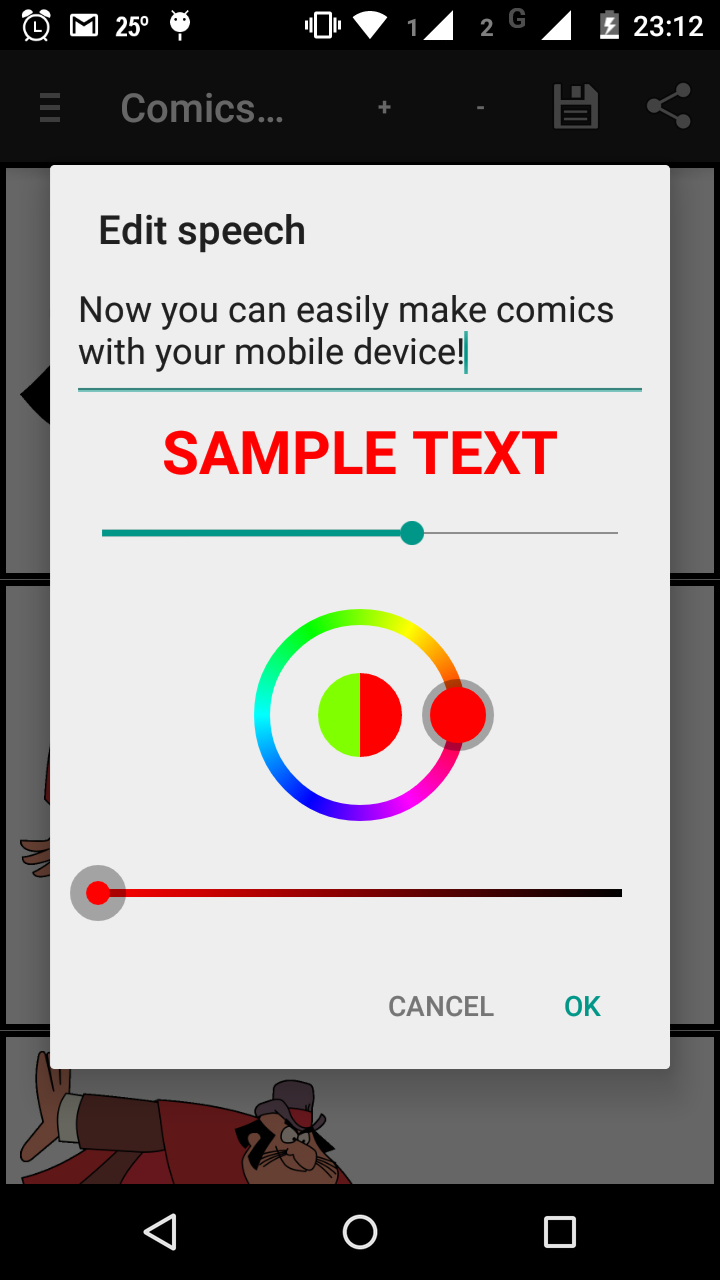 25º
1
2
G
23:12
Comics...
+
-
Edit speech
Now you can easily make comics
with your mobile device!
SAMPLE TEXT
CANCEL
OK